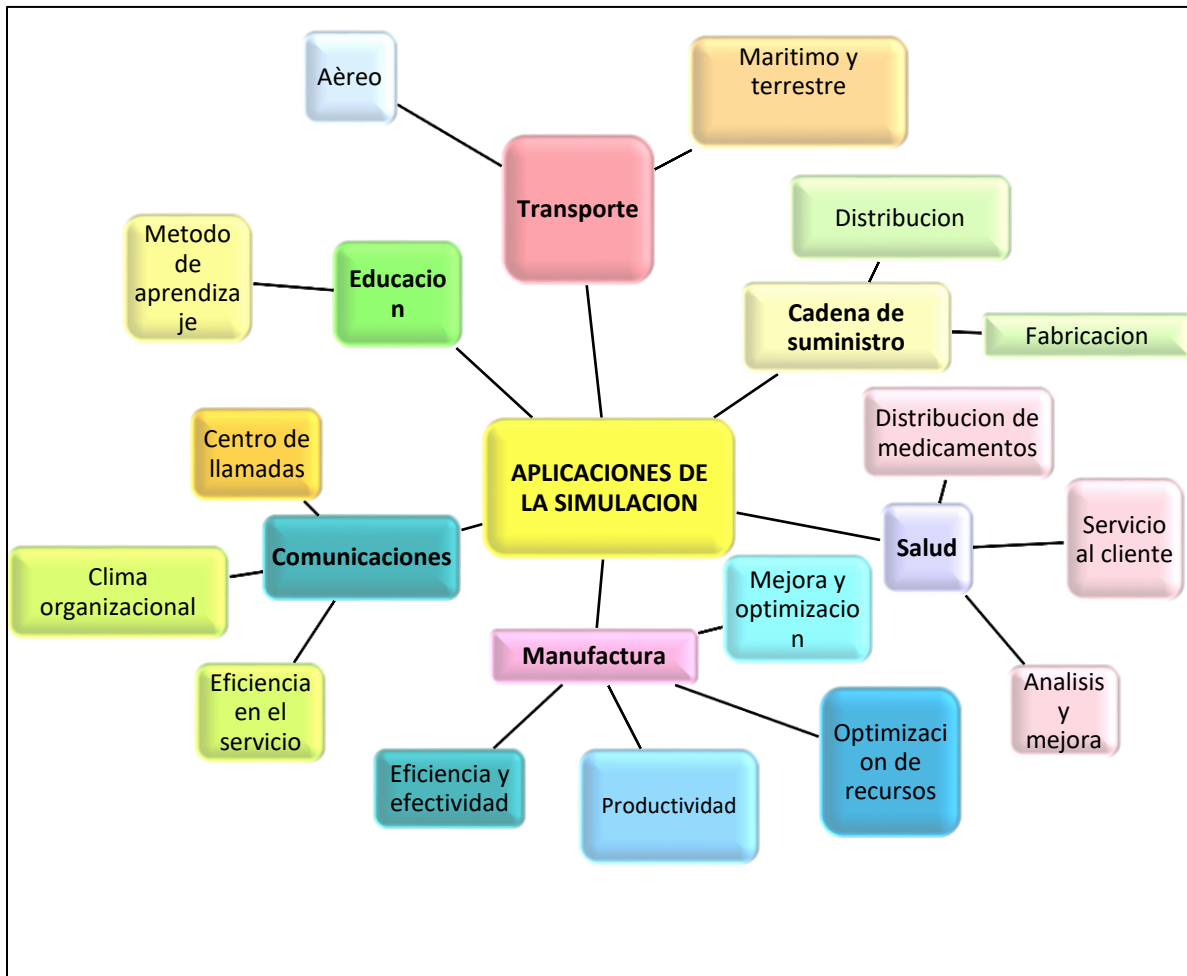 Aèreo
Maritimo y
terrestre
Transporte
Distribucion
Metodo
de
aprendiza
je
Educacio
n
Cadena de
suministro
Fabricacion
Centro de
llamadas
APLICACIONES DE
LA SIMULACION
Distribucion de
medicamentos
Comunicaciones
Salud
Servicio
al cliente
Clima
organizacional
Mejora y
optimizacio
n
Manufactura
Eficiencia
en el
servicio
Analisis
y
mejora
Eficiencia y
efectividad
Productividad
Optimizaci
on de
recursos